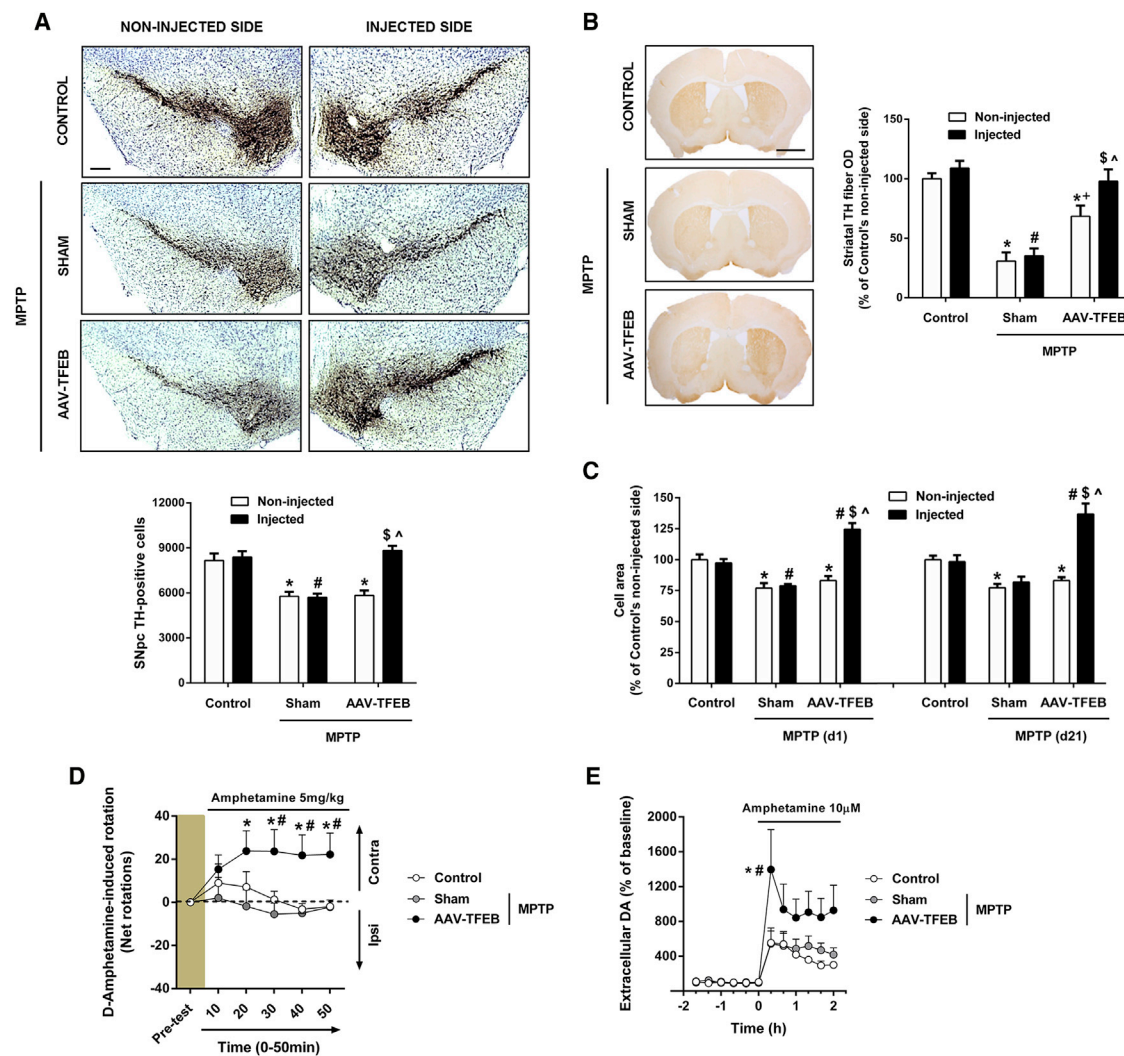 A
NON-INJECTED SIDE
INJECTED SIDE
CONTROL
SHAM
AAV-TFEB
MPTP
12000
9000
6000
3000
0
SNpc TH-positive cells
Non-injected
Injected
*
#
*
$ ^
Control
Sham
AAV-TFEB
MPTP
B
CONTROL
SHAM
AAV-TFEB
MPTP
150
100
50
0
Striatal TH fiber OD
(% of Control's non-injected side)
Non-injected
Injected
*
#
*+
$ ^
Control
Sham
AAV-TFEB
MPTP
C
150
125
100
75
50
25
0
Cell area
(% of Control's non-injected side)
Non-injected
Injected
*
#
*
# $ ^
*
*
# $ ^
Control
Sham
AAV-TFEB
Control
Sham
AAV-TFEB
MPTP (d1)
MPTP (d21)
D
D-Amphetamine-induced rotation
(Net rotations)
Amphetamine 5mg/kg
40
20
0
-20
-40
*
*#
*#
*#
Contra
Ipsi
Control
Sham
AAV-TFEB
MPTP
Pre-test
10
20
30
40
50
Time (0-50min)
E
Extracellular DA (% of baseline)
Amphetamine 10μM
2000
1600
1200
800
400
*#
Control
Sham
AAV-TFEB
MPTP
-2
-1
0
1
2
Time (h)